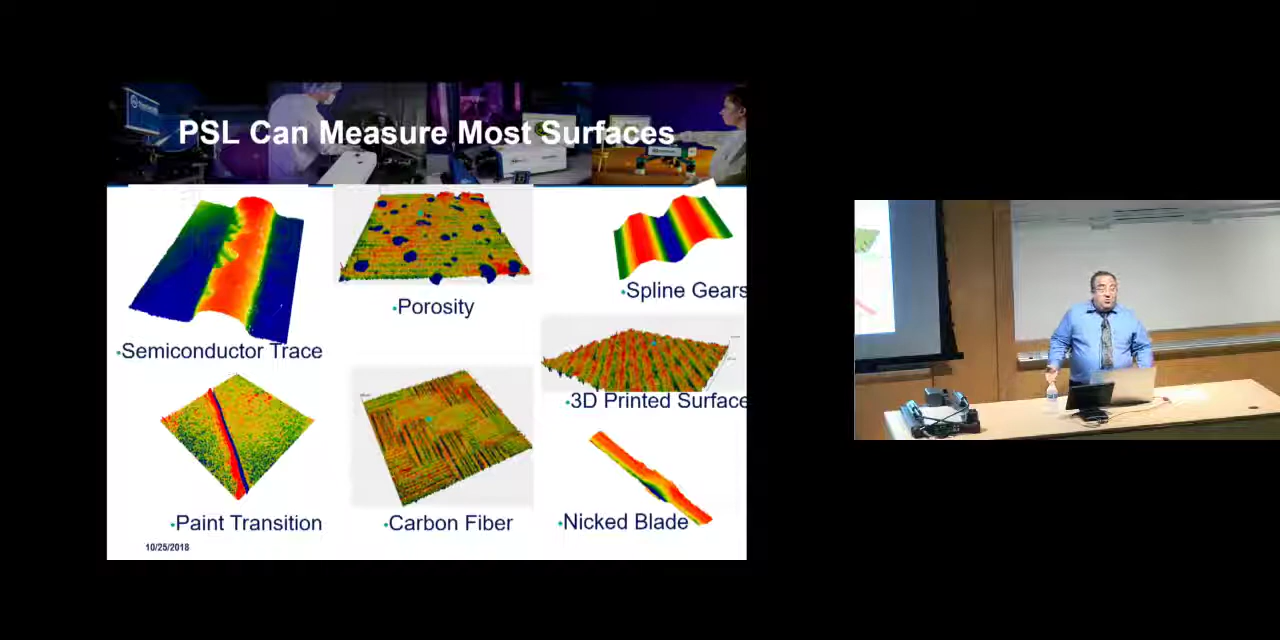 PSL Can Measure Most Surfaces
•Spline Gears
•Porosity
•Semiconductor Trace
•3D Printed Surface
•Paint Transition
•Carbon Fiber
•Nicked Blade
10/25/2018